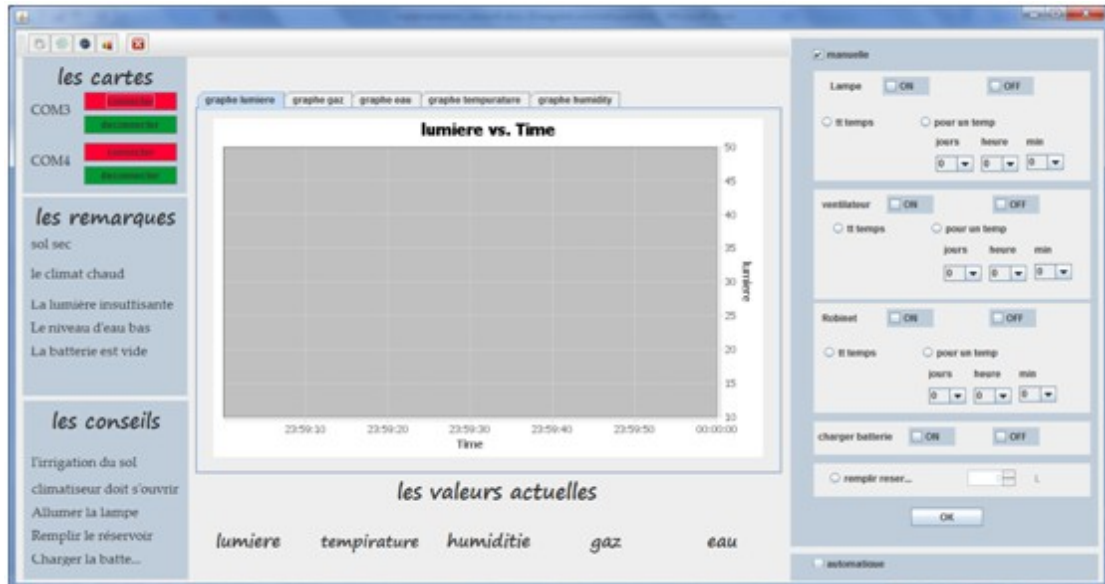 les cartes
COM3
connecter
deconnecter
COM4
connecter
deconnecter
les remarques
sol sec
le climat chaud
La lumière insuttisante
Le niveau d'eau bas
La batterie est vide
les conseils
l'irrigation du sol
climatiseur doit s'ouvrir
Allumer la lampe
Remplir le réservoir
Charger la batte...
graphe lumiere graphe gaz graphe eau graphe tempurature graphe humidity
lumiere vs. Time
50
45
40
35
30
25
20
15
10
lumiere
23:59:10 23:59:20 23:59:30 23:59:40 23:59:50 00:00:00
Time
les valeurs actuelles
lumiere tempirature humiditie gaz eau
manuelle
Lampe ON OFF
tt temps pour un temp
jours heure min
0 0 0
ventilateur ON OFF
tt temps pour un temp
jours heure min
0 0 0
Robinet ON OFF
tt temps pour un temp
jours heure min
0 0 0
charger batterie ON OFF
remplir reser... L
OK
automatique